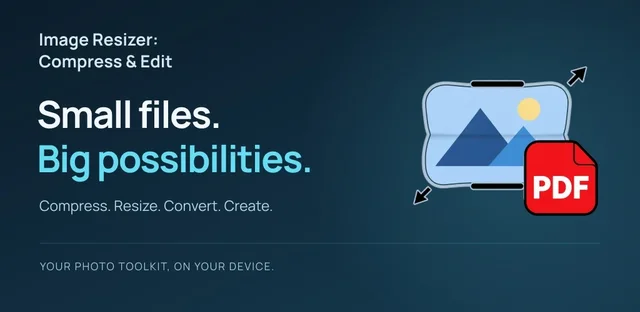 Image Resizer:
Compress & Edit
Small files.
Big possibilities.
Compress. Resize. Convert. Create.
YOUR PHOTO TOOLKIT, ON YOUR DEVICE.
PDF